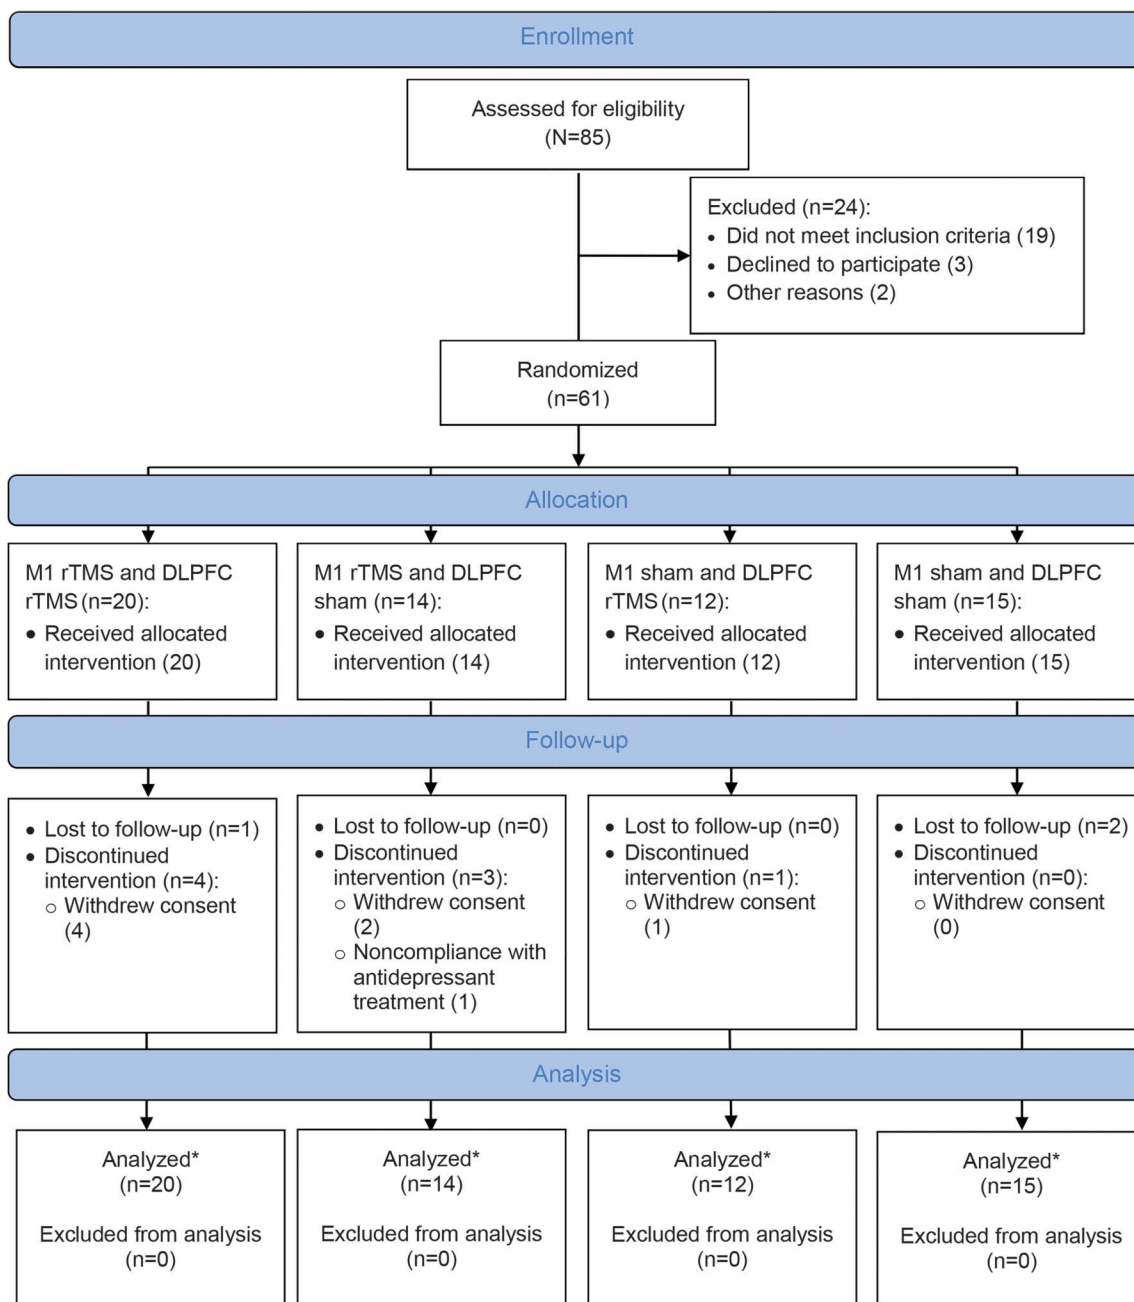 Enrollment
Assessed for eligibility
(N=85)
Excluded (n=24):
• Did not meet inclusion criteria (19)
• Declined to participate (3)
• Other reasons (2)
Randomized
(n=61)
Allocation
M1 rTMS and DLPFC
rTMS (n=20):
• Received allocated
intervention (20)
M1 rTMS and DLPFC
sham (n=14):
• Received allocated
intervention (14)
M1 sham and DLPFC
rTMS (n=12):
• Received allocated
intervention (12)
M1 sham and DLPFC
sham (n=15):
• Received allocated
intervention (15)
Follow-up
• Lost to follow-up (n=1)
• Discontinued
intervention (n=4):
o Withdrew consent
(4)
• Lost to follow-up (n=0)
• Discontinued
intervention (n=3):
o Withdrew consent
(2)
o Noncompliance with
antidepressant
treatment (1)
• Lost to follow-up (n=0)
• Discontinued
intervention (n=1):
o Withdrew consent
(1)
• Lost to follow-up (n=2)
• Discontinued
intervention (n=0):
o Withdrew consent
(0)
Analysis
Analyzed*
(n=20)
Excluded from analysis
(n=0)
Analyzed*
(n=14)
Excluded from analysis
(n=0)
Analyzed*
(n=12)
Excluded from analysis
(n=0)
Analyzed*
(n=15)
Excluded from analysis
(n=0)